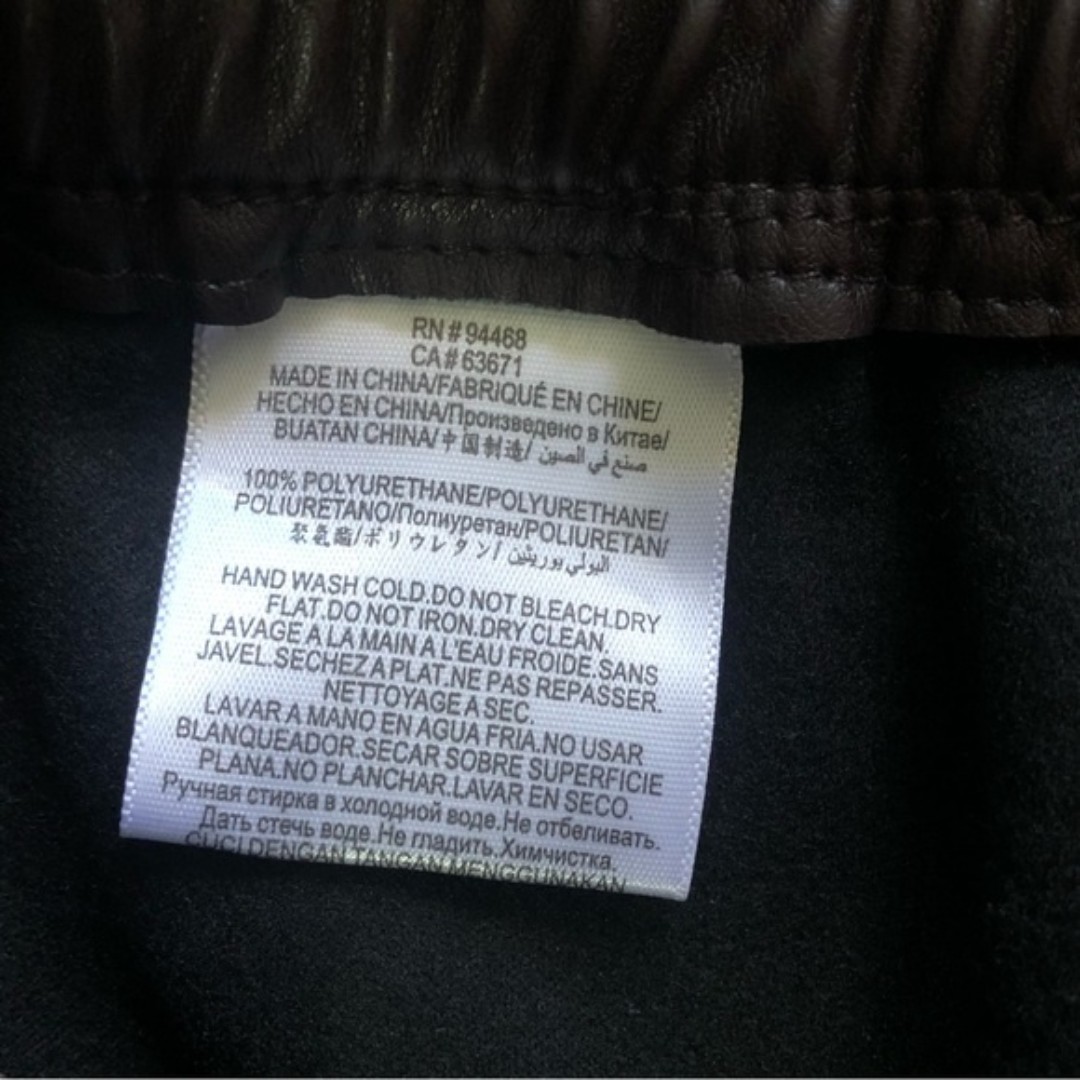 RN # 94468
CA # 63671
MADE IN CHINA/FABRIQUÉ EN CHINE/
HECHO EN CHINA/Произведено в Китае/
BUATAN CHINA/中国制造/ صنع في الصين
100% POLYURETHANE/POLYURETHANE/
POLIURETANO/Полиуретан/POLIURETAN/
聚氨酯/ポリウレタン/ البولي يوريثين
HAND WASH COLD.DO NOT BLEACH.DRY
FLAT.DO NOT IRON.DRY CLEAN.
LAVAGE A LA MAIN A L'EAU FROIDE.SANS
JAVEL.SECHEZ A PLAT.NE PAS REPASSER.
NETTOYAGE A SEC.
LAVAR A MANO EN AGUA FRIA.NO USAR
BLANQUEADOR.SECAR SOBRE SUPERFICIE
PLANA.NO PLANCHAR.LAVAR EN SECO.
Ручная стирка в холодной воде.Не отбеливать.
Дать стечь воде.Не гладить.Химчистка.
CUCI DENGAN TANGAN MENGGUNAKAN